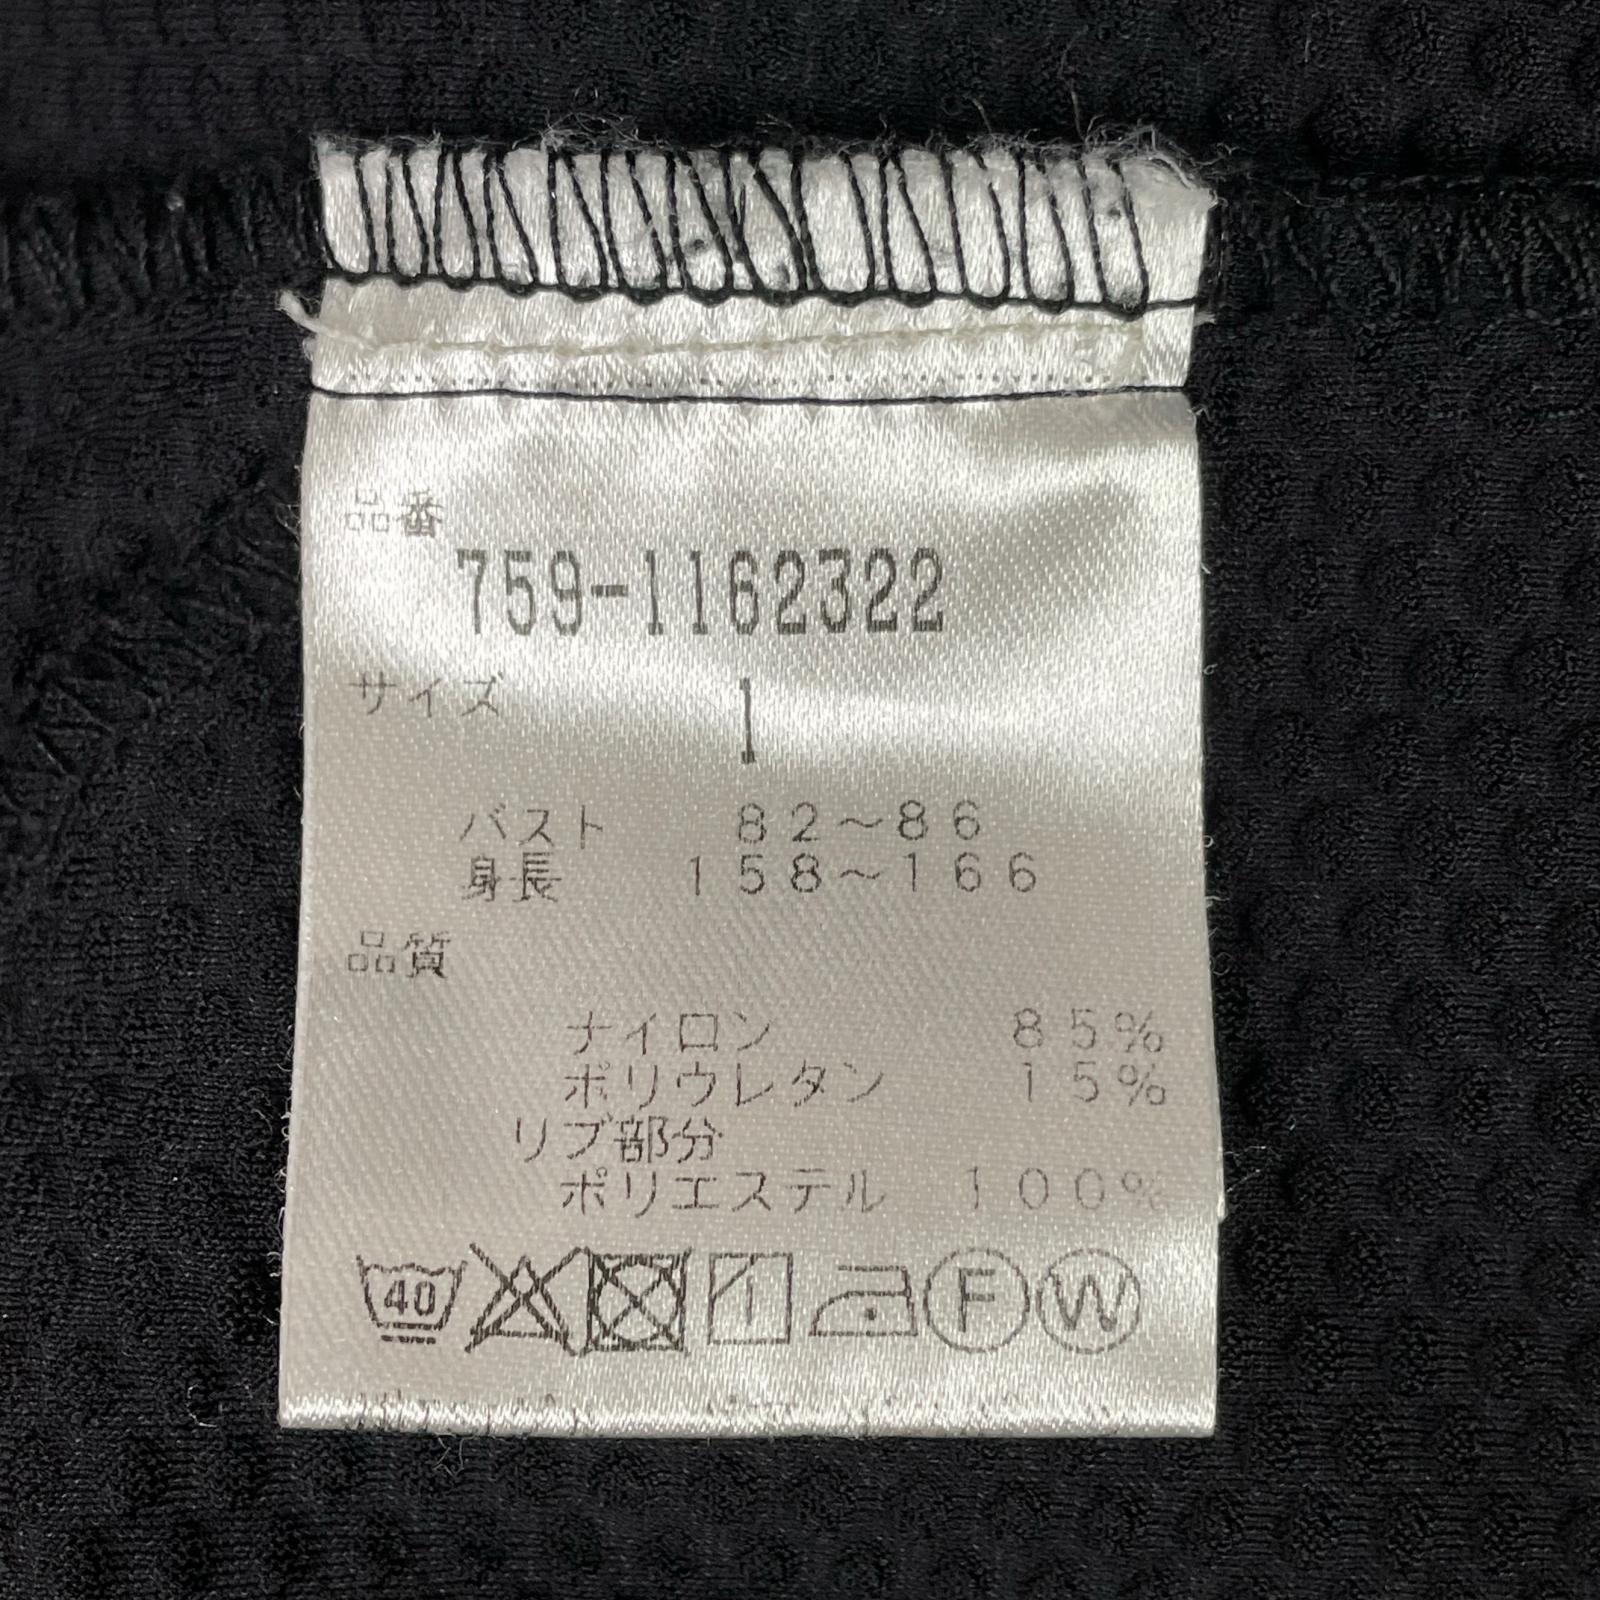 品番
759-1162322
サイズ 1
バスト 82～86
身長 158～166
品質
ナイロン 85%
ポリウレタン 15%
リブ部分
ポリエステル 100%
40 F W